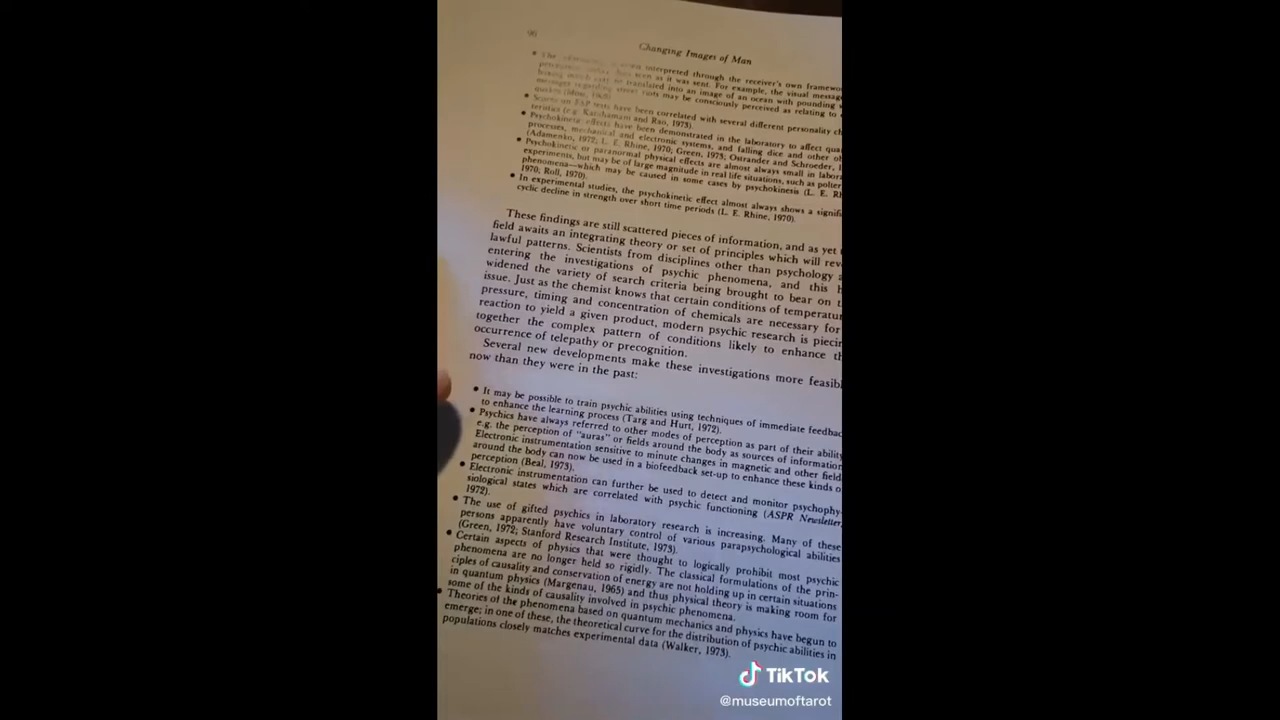 Changing Images of Man
interpreted through the receiver's own
as it was sent. For example, the visual
be translated into an image of an ocean with pounding
may be consciously perceived as relating to
Scores on ESP tests have been correlated with several different personality
(e.g. Kanthamani and Rao, 1973).
• Psychokinetic effects have been demonstrated in the laboratory to affect
processes, mechanical and electronic systems, and falling dice and other
(Adamenko, 1972; L. E. Rhine, 1970; Green, 1973; Ostrander and Schroeder,
• Psychokinetic or paranormal physical effects are almost always small in
experiments, but may be of large magnitude in real life situations, such as
phenomena—which may be caused in some cases by psychokinesis (L. E.
1970; Roll, 1970).
• In experimental studies, the psychokinetic effect almost always shows a
cyclic decline in strength over short time periods (L. E. Rhine, 1970).
These findings are still scattered pieces of information, and as yet
field awaits an integrating theory or set of principles which will
lawful patterns. Scientists from disciplines other than psychology
entering the investigations of psychic phenomena, and this
widened the variety of search criteria being brought to bear on
issue. Just as the chemist knows that certain conditions of
pressure, timing and concentration of chemicals are necessary for
reaction to yield a given product, modern psychic research is
together the complex pattern of conditions likely to enhance
occurrence of telepathy or precognition.
Several new developments make these investigations more
now than they were in the past:
• It may be possible to train psychic abilities using techniques of immediate
to enhance the learning process (Targ and Hurt, 1972).
• Psychics have always referred to other modes of perception as part of their ability,
e.g. the perception of "auras" or fields around the body as sources of information.
Electronic instrumentation sensitive to minute changes in magnetic and other
around the body can now be used in a biofeedback set-up to enhance these kinds
perception (Beal, 1973).
• Electronic instrumentation can further be used to detect and monitor psychophy-
siological states which are correlated with psychic functioning (ASPR Newsletter,
1972).
• The use of gifted psychics in laboratory research is increasing. Many of these
persons apparently have voluntary control of various parapsychological abilities
(Green, 1972; Stanford Research Institute, 1973).
• Certain aspects of physics that were thought to logically prohibit most psychic
phenomena are no longer held so rigidly. The classical formulations of the prin-
ciples of causality and conservation of energy are not holding up in certain situations
in quantum physics (Margenau, 1965) and thus physical theory is making room for
some of the kinds of causality involved in psychic phenomena.
• Theories of the phenomena based on quantum mechanics and physics have begun to
emerge; in one of these, the theoretical curve for the distribution of psychic abilities in
populations closely matches experimental data (Walker, 1973).
TikTok
@museumoftarot